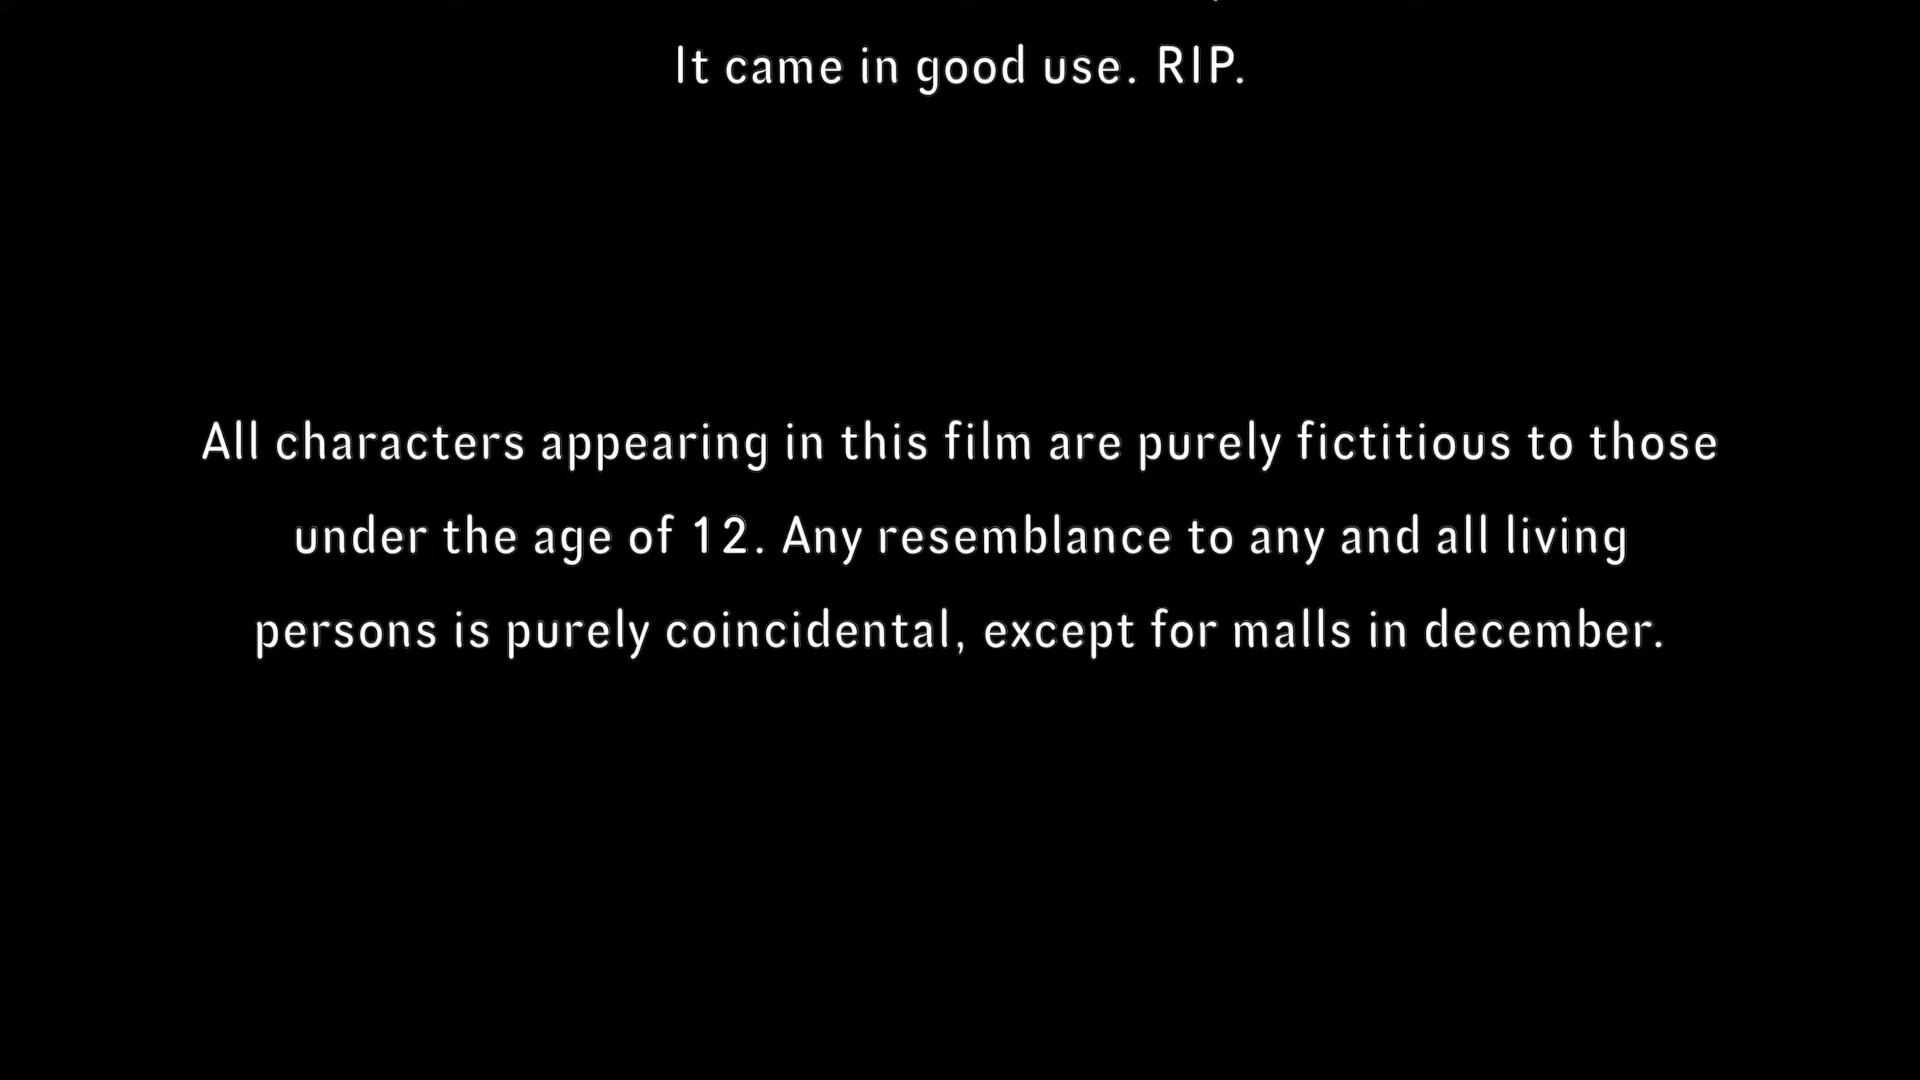 It came in good use. RIP.
All characters appearing in this film are purely fictitious to those
under the age of 12. Any resemblance to any and all living
persons is purely coincidental, except for malls in december.